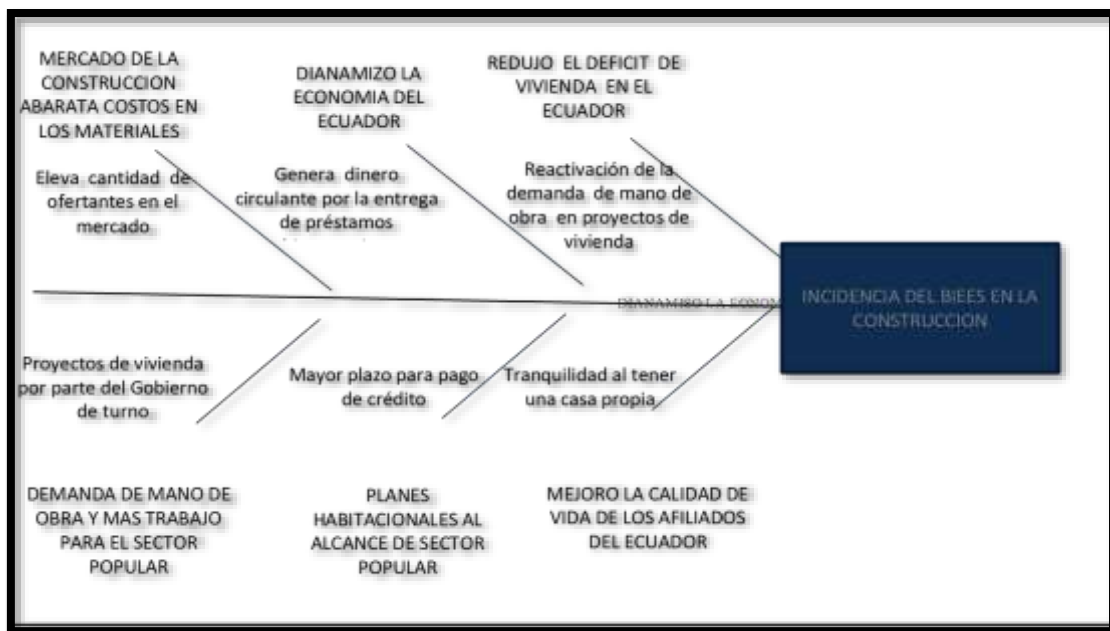 MERCADO DE LA
CONSTRUCCION
ABARATA COSTOS EN
LOS MATERIALES
Eleva cantidad de
ofertantes en el
mercado
DIANAMIZO LA
ECONOMIA DEL
ECUADOR
Genera dinero
circulante por la entrega
de préstamos
REDUJO EL DEFICIT DE
VIVIENDA EN EL
ECUADOR
Reactivación de la
demanda de mano de
obra en proyectos de
vivienda
DIANAMISO LA ECONOM
INCIDENCIA DEL BIEES EN LA
CONSTRUCCION
Proyectos de vivienda
por parte del Gobierno
de turno
DEMANDA DE MANO DE
OBRA Y MAS TRABAJO
PARA EL SECTOR
POPULAR
Mayor plazo para pago
de crédito
PLANES
HABITACIONALES AL
ALCANCE DE SECTOR
POPULAR
Tranquilidad al tener
una casa propia
MEJORO LA CALIDAD DE
VIDA DE LOS AFILIADOS
DEL ECUADOR